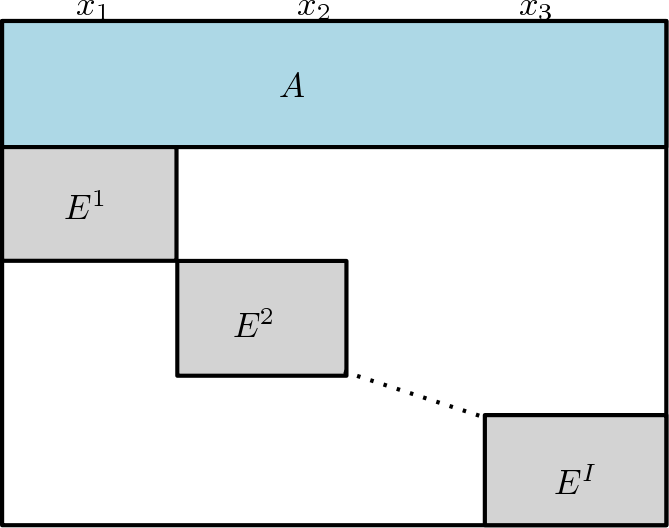 x₁ x₂ x₃
A
E¹
E²
Eᴵ